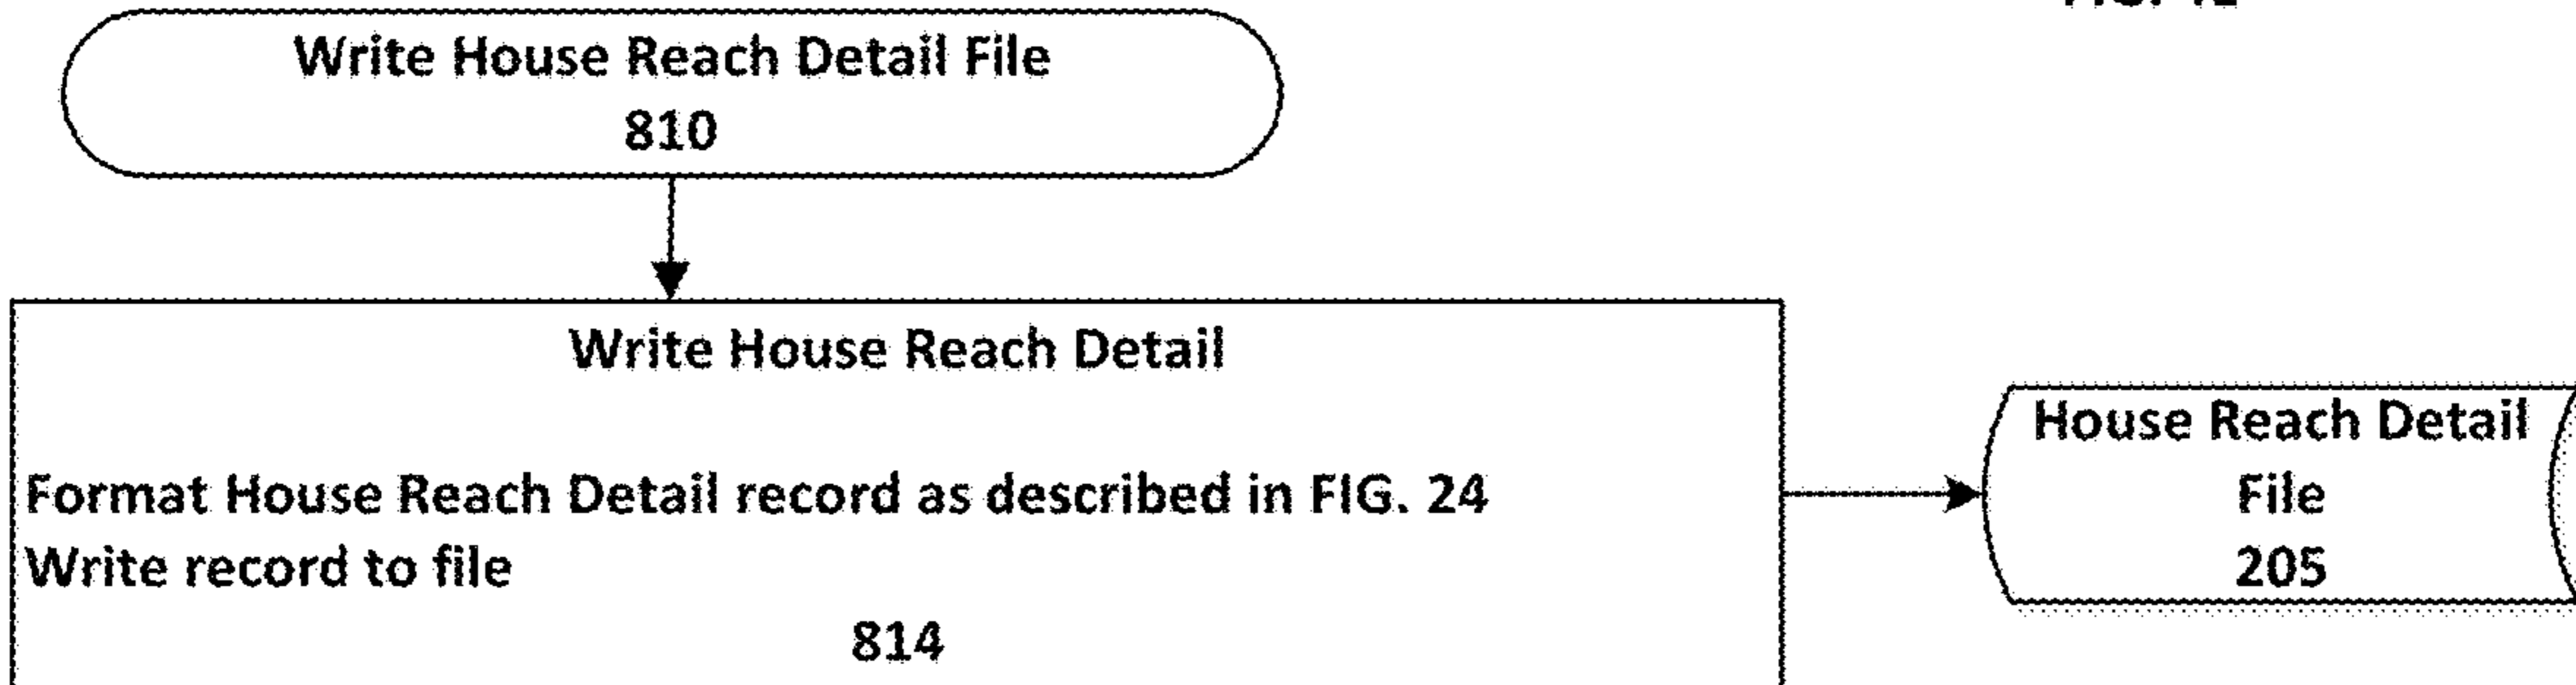 Write House Reach Detail File
810
Write House Reach Detail
Format House Reach Detail record as described in FIG. 24
Write record to file
814
House Reach Detail
File
205